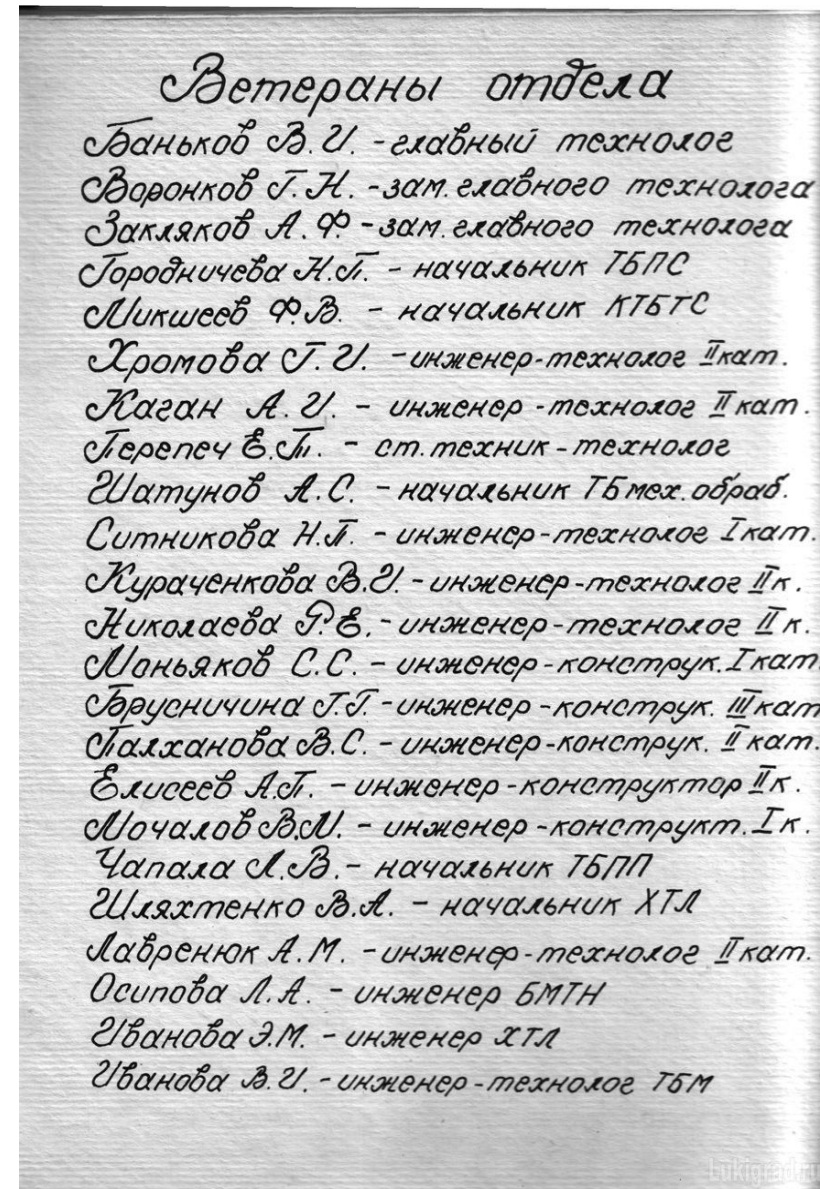 Ветераны отдела
Баньков В.И. - главный технолог
Воронков Г.Н. - зам. главного технолога
Закляков А.Ф. - зам. главного технолога
Городничева Н.П. - начальник ТБПС
Микшеев Ф.В. - начальник КТБТС
Хромова Г.И. - инженер-технолог II кат.
Каган А.И. - инженер-технолог II кат.
Перепеч Е.П. - ст. техник-технолог
Шатунов А.С. - начальник ТБ мех. обраб.
Ситникова Н.П. - инженер-технолог I кат.
Кураченкова В.И. - инженер-технолог II к.
Николаева Р.Е. - инженер-технолог II к.
Маньяков С.С. - инженер-конструк. I кат.
Брусничина Г.Г. - инженер-конструк. III кат
Палханова В.С. - инженер-конструк. II кат.
Елисеев А.П. - инженер-конструктор II к.
Мочалов В.М. - инженер-конструкт. I к.
Чапала Л.В. - начальник ТБПП
Шляхтенко В.А. - начальник ХТЛ
Лавренюк А.М. - инженер-технолог II кат.
Осипова Л.А. - инженер БМТН
Иванова Э.М. - инженер ХТЛ
Иванова В.И. - инженер-технолог ТБМ
Lukigrad.ru